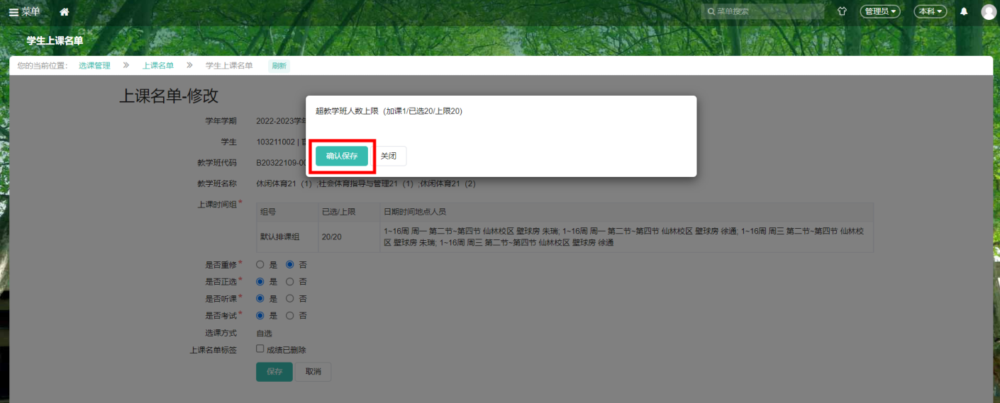 菜单
菜单搜索
管理员
本科
学生上课名单
您的当前位置： 选课管理 » 上课名单 » 学生上课名单 刷新
上课名单-修改
超教学班人数上限（加课1/已选20/上限20）
确认保存 关闭
学年学期 2022-2023学年
学生 103211002 |
教学班代码 B20322109-00
教学班名称 休闲体育21（1）;社会体育指导与管理21（1）;休闲体育21（2）
上课时间组*
组号 已选/上限 日期时间地点人员
默认排课组 20/20 1~16周 周一 第二节~第四节 仙林校区 壁球房 朱瑞; 1~16周 周一 第二节~第四节 仙林校区 壁球房 徐通; 1~16周 周三 第二节~第四节 仙林校
区 壁球房 朱瑞; 1~16周 周三 第二节~第四节 仙林校区 壁球房 徐通
是否重修* 是 否
是否正选* 是 否
是否听课* 是 否
是否考试* 是 否
选课方式 自选
上课名单标签 成绩已删除
保存 取消